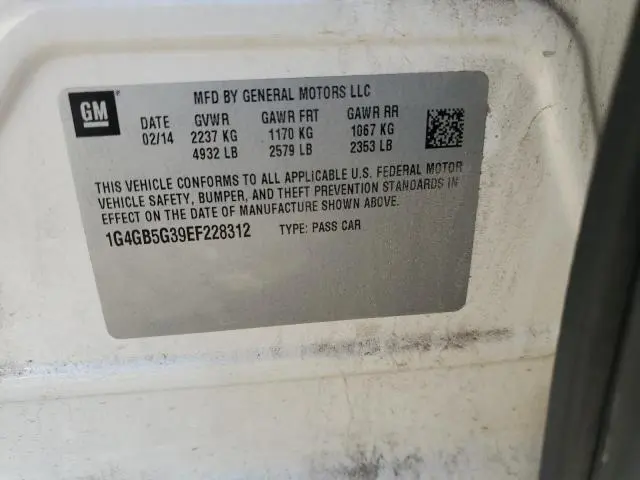 MFD BY GENERAL MOTORS LLC
GM
DATE GVWR GAWR FRT GAWR RR
02/14 2237 KG 1170 KG 1067 KG
4932 LB 2579 LB 2353 LB
THIS VEHICLE CONFORMS TO ALL APPLICABLE U.S. FEDERAL MOTOR
VEHICLE SAFETY, BUMPER, AND THEFT PREVENTION STANDARDS IN
EFFECT ON THE DATE OF MANUFACTURE SHOWN ABOVE.
1G4GB5G39EF228312 TYPE: PASS CAR